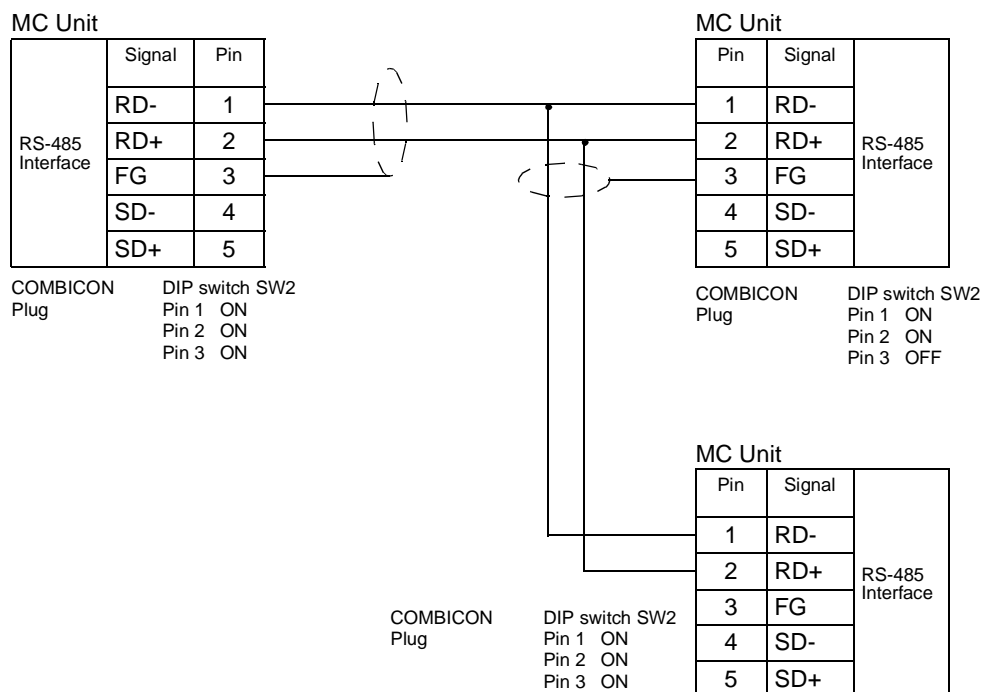 MC Unit
Signal Pin
RD- 1
RD+ 2
FG 3
SD- 4
SD+ 5
RS-485
Interface
COMBICON
Plug
DIP switch SW2
Pin 1 ON
Pin 2 ON
Pin 3 ON
MC Unit
Pin Signal
1 RD-
2 RD+
3 FG
4 SD-
5 SD+
RS-485
Interface
COMBICON
Plug
DIP switch SW2
Pin 1 ON
Pin 2 ON
Pin 3 OFF
MC Unit
Pin Signal
1 RD-
2 RD+
3 FG
4 SD-
5 SD+
RS-485
Interface
COMBICON
Plug
DIP switch SW2
Pin 1 ON
Pin 2 ON
Pin 3 ON